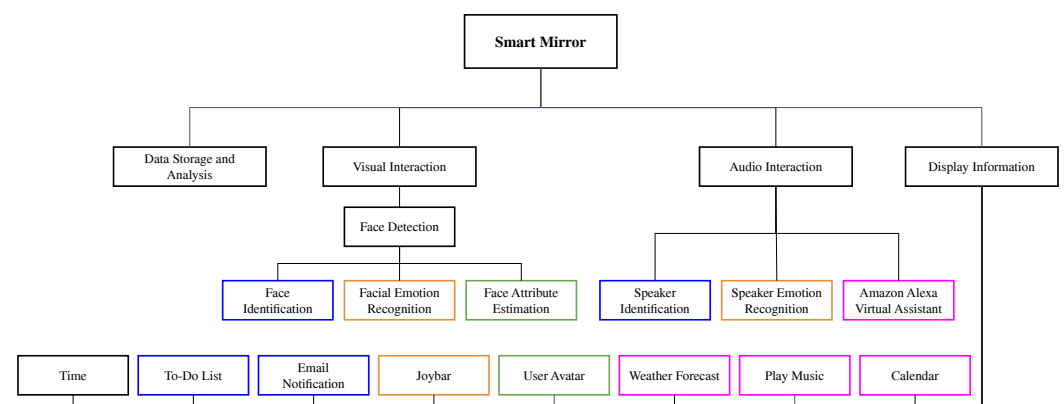 Smart Mirror
Data Storage and
Analysis
Visual Interaction
Audio Interaction
Display Information
Face Detection
Face
Identification
Facial Emotion
Recognition
Face Attribute
Estimation
Speaker
Identification
Speaker Emotion
Recognition
Amazon Alexa
Virtual Assistant
Time
To-Do List
Email
Notification
Joybar
User Avatar
Weather Forecast
Play Music
Calendar